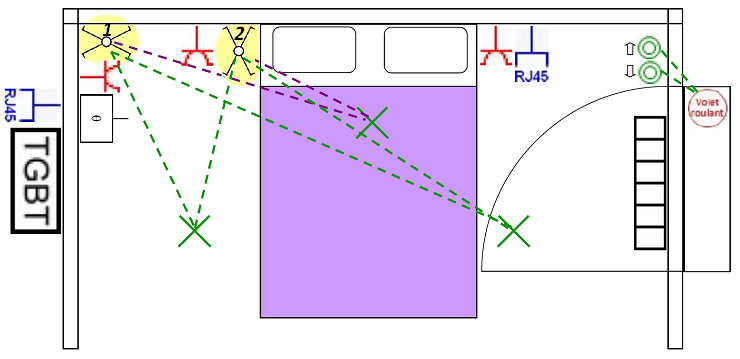 1
2
RJ45
RJ45
Volet
roulant
θ
TGBT